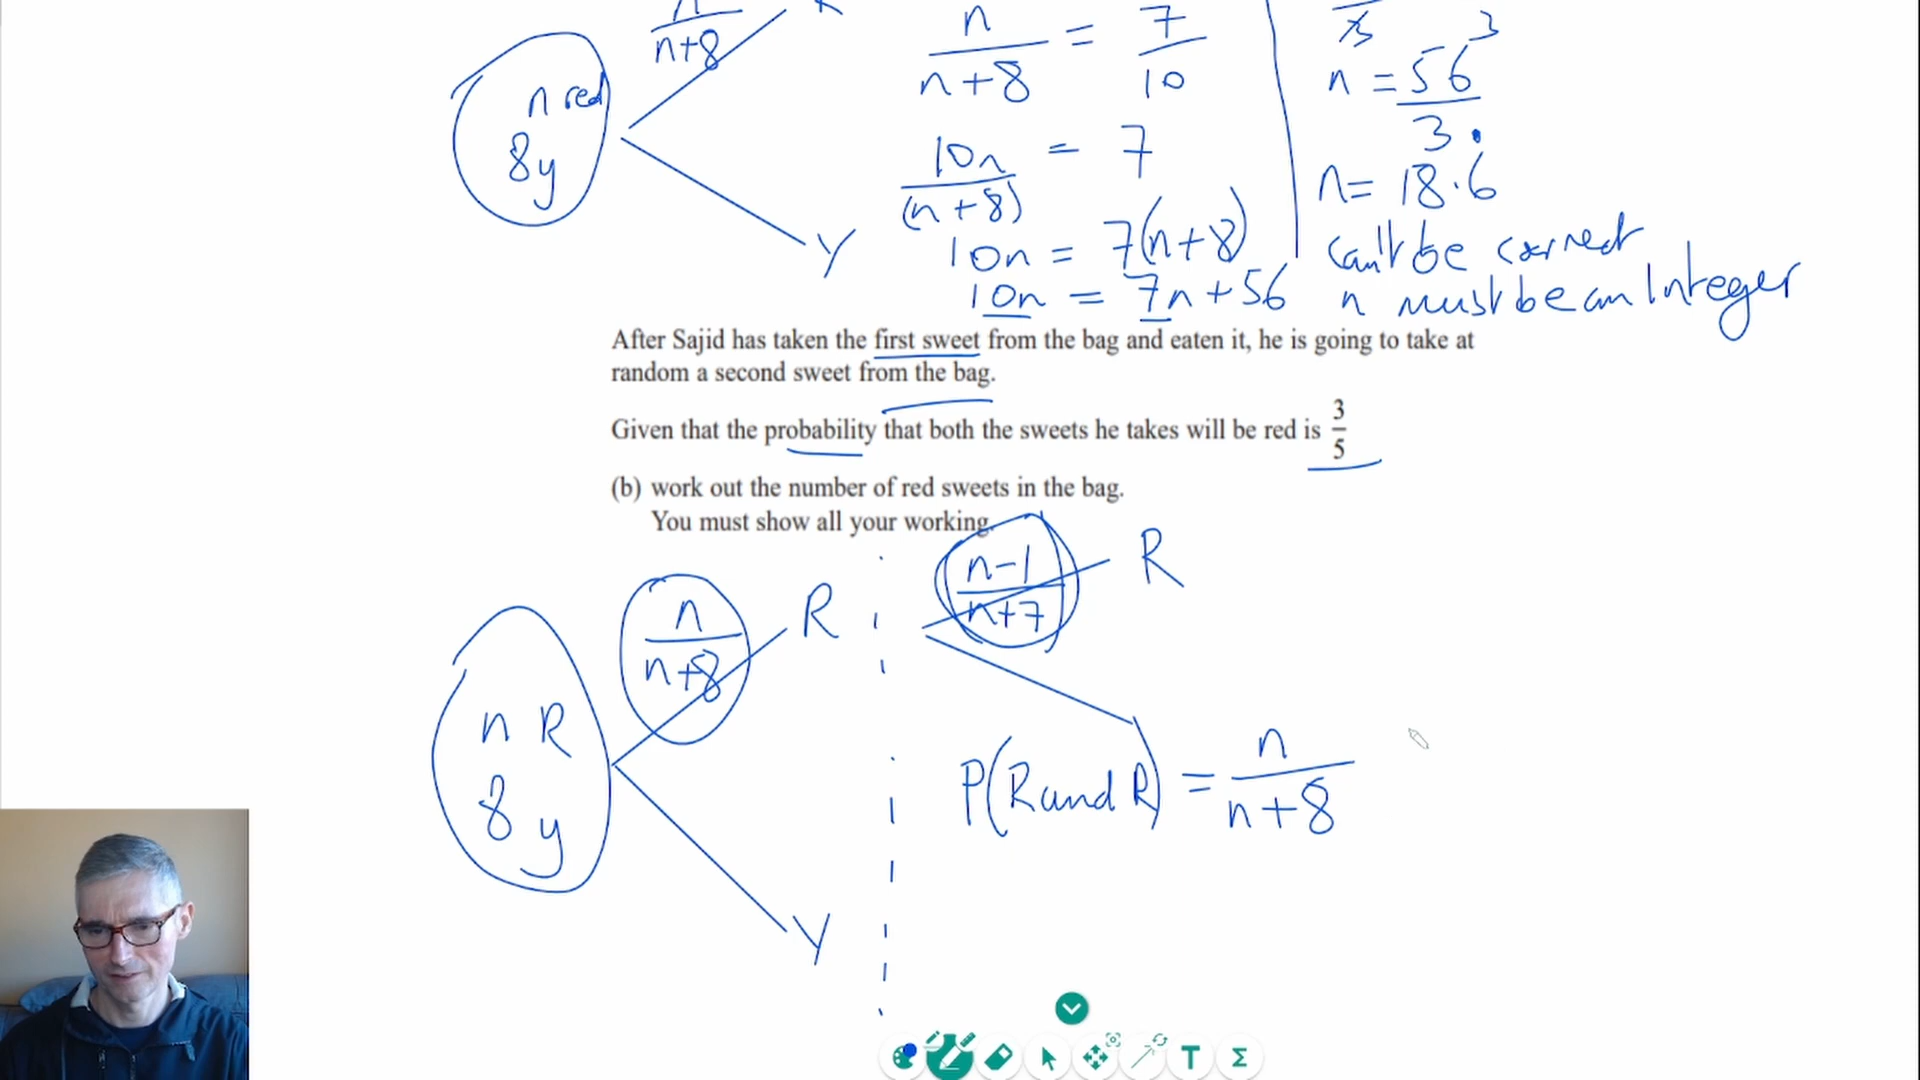 n/n+8 = 7/10
n+8
n red
8y
Y
10n/(n+8) = 7
10n = 7(n+8)
10n = 7n+56
3 3
n = 56/3
n = 18.6
can't be correct
n must be an Integer
After Sajid has taken the first sweet from the bag and eaten it, he is going to take at
random a second sweet from the bag.
Given that the probability that both the sweets he takes will be red is 3/5
(b) work out the number of red sweets in the bag.
You must show all your working.
n/n+8
R
n-1/n+7
R
n R
8 y
Y
P(R and R) = n/n+8
T Σ